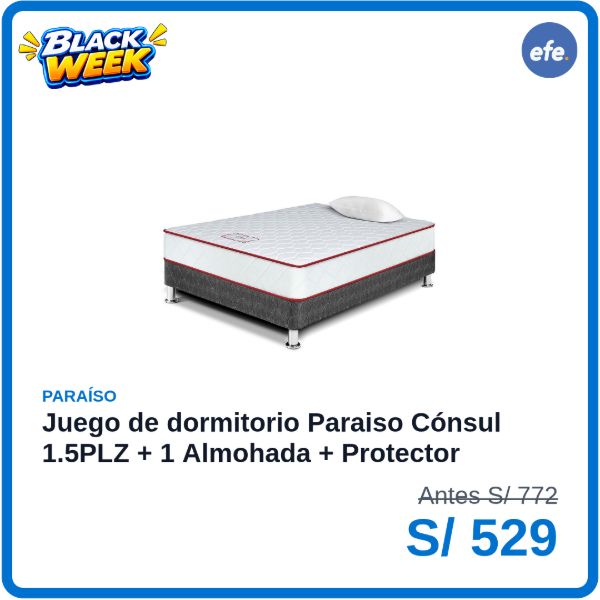 BLACK
WEEK
efe.
PARAÍSO
Juego de dormitorio Paraiso Cónsul
1.5PLZ + 1 Almohada + Protector
Antes S/ 772
S/ 529